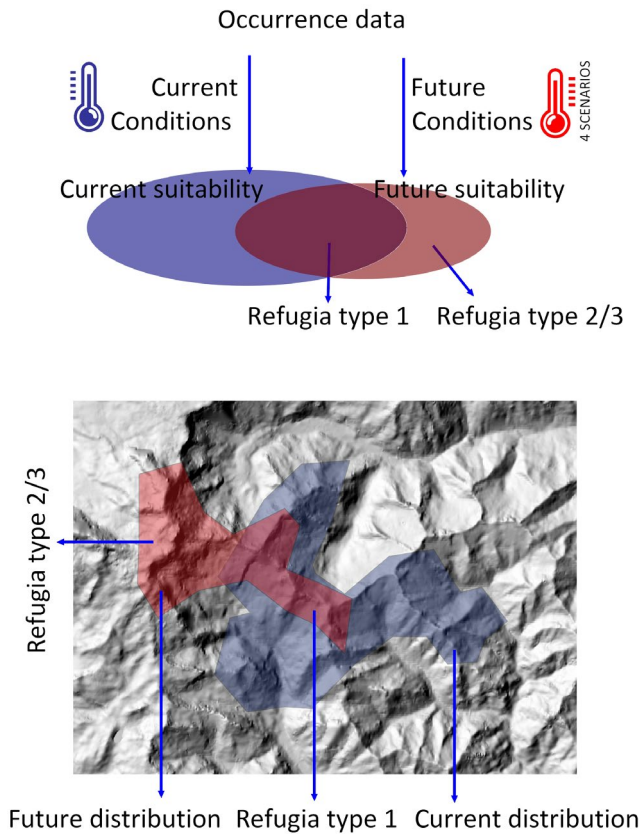 Occurrence data
Current
Conditions
Future
Conditions
4 SCENARIOS
Current suitability
Future suitability
Refugia type 1
Refugia type 2/3
Refugia type 2/3
Future distribution
Refugia type 1
Current distribution